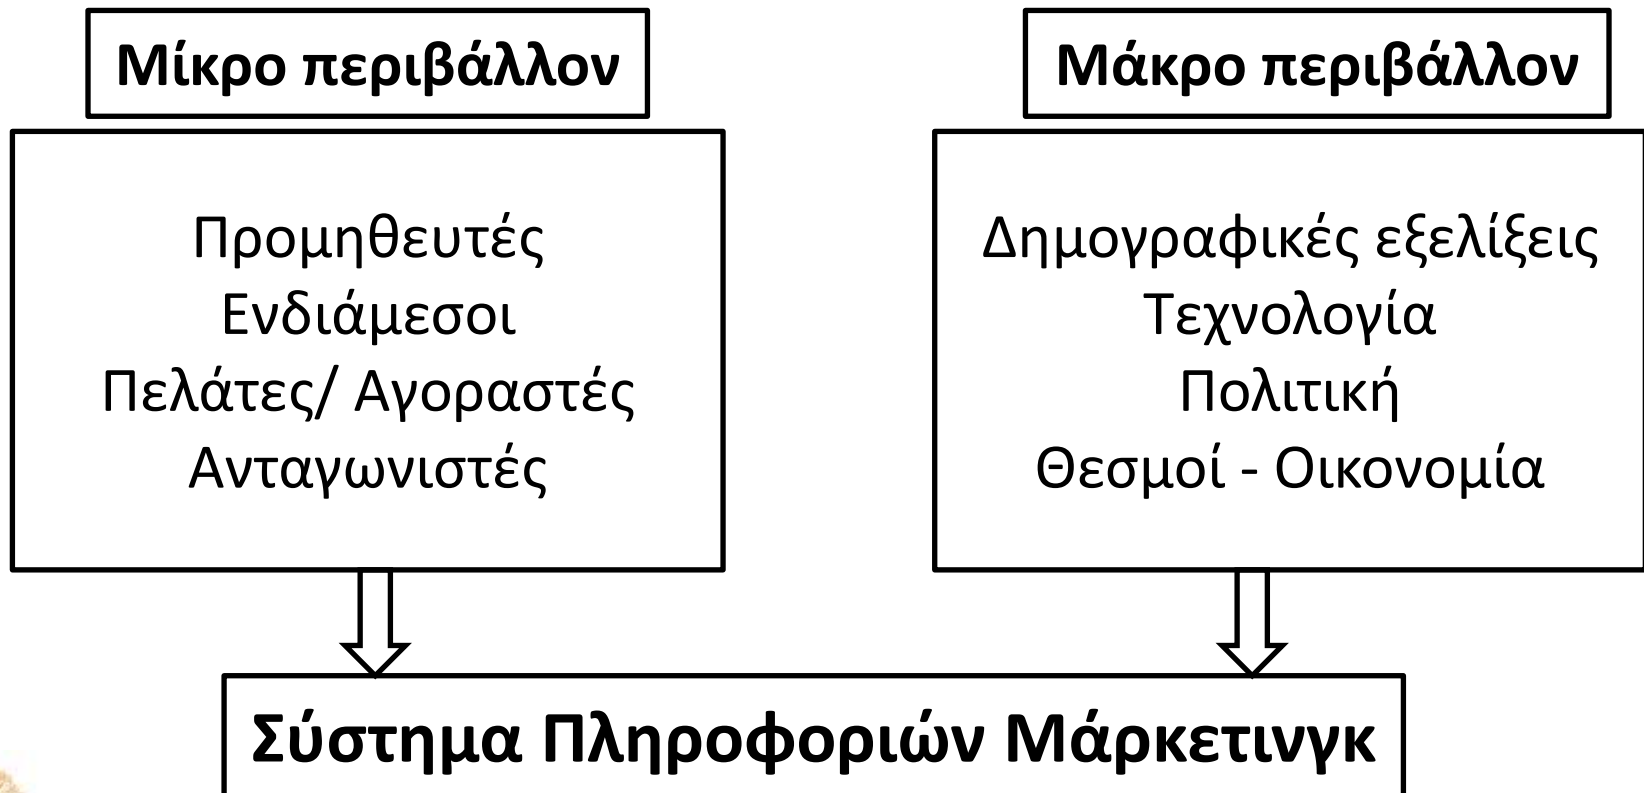 Μίκρο περιβάλλον
Προμηθευτές
Ενδιάμεσοι
Πελάτες/ Αγοραστές
Ανταγωνιστές
Μάκρο περιβάλλον
Δημογραφικές εξελίξεις
Τεχνολογία
Πολιτική
Θεσμοί - Οικονομία
Σύστημα Πληροφοριών Μάρκετινγκ